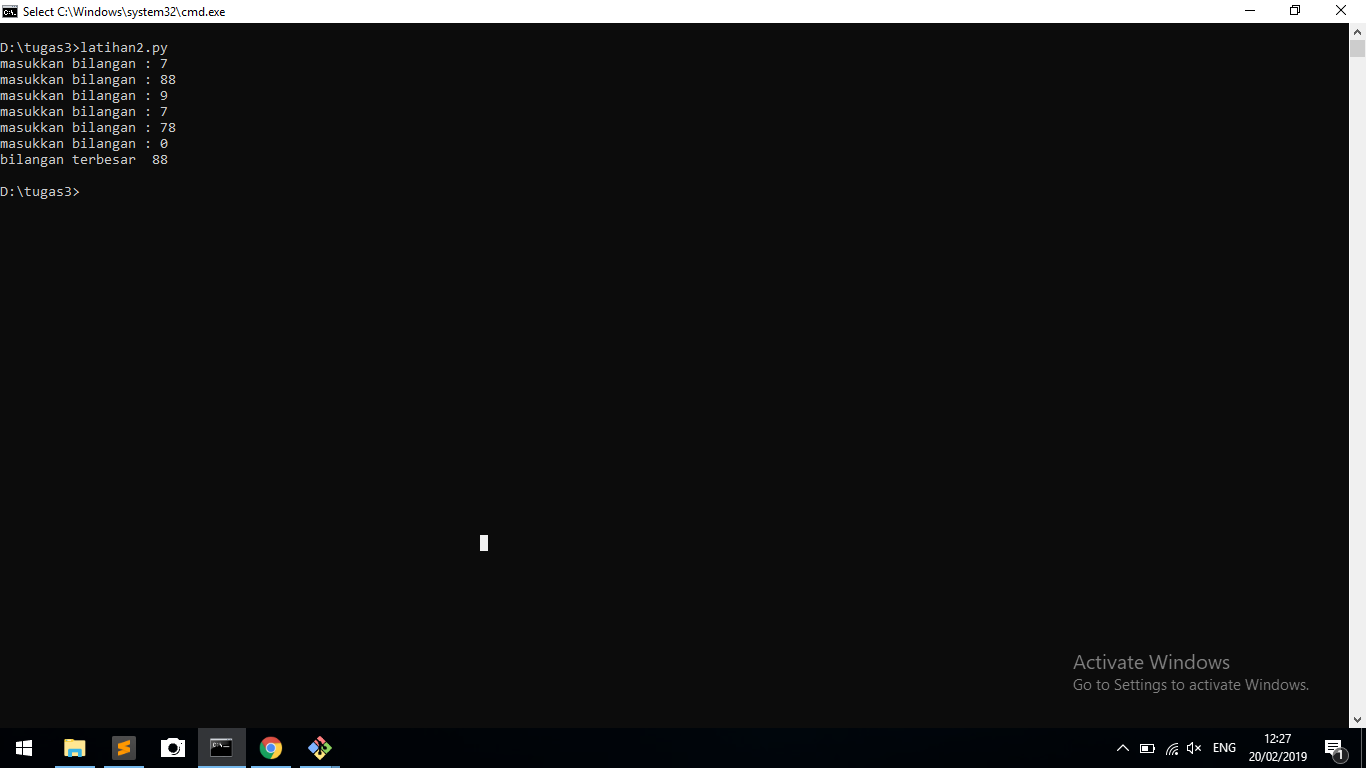 Select C:\Windows\system32\cmd.exe
D:\tugas3>latihan2.py
masukkan bilangan : 7
masukkan bilangan : 88
masukkan bilangan : 9
masukkan bilangan : 7
masukkan bilangan : 78
masukkan bilangan : 0
bilangan terbesar  88
D:\tugas3>
Activate Windows
Go to Settings to activate Windows.
ENG
12:27
20/02/2019
1